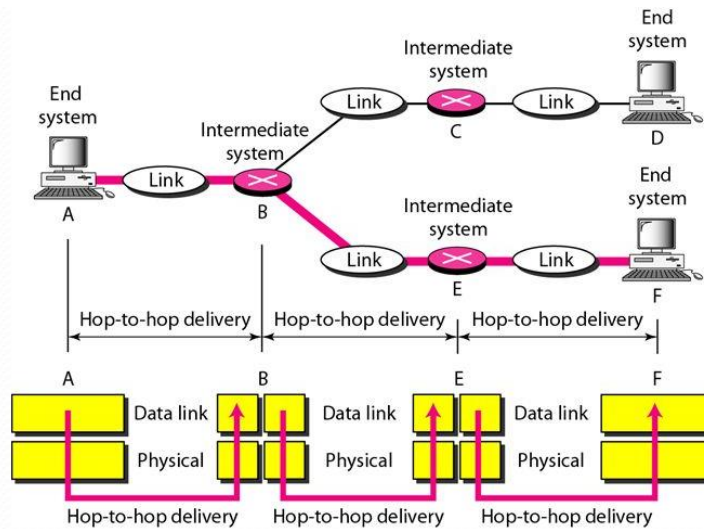 End
system
Intermediate
system
Link
Link
C
D
End
system
Intermediate
system
Link
A
B
End
system
Intermediate
system
Link
Link
E
F
Hop-to-hop delivery
Hop-to-hop delivery
Hop-to-hop delivery
A
B
E
F
Data link
Data link
Data link
Physical
Physical
Physical
Hop-to-hop delivery
Hop-to-hop delivery
Hop-to-hop delivery